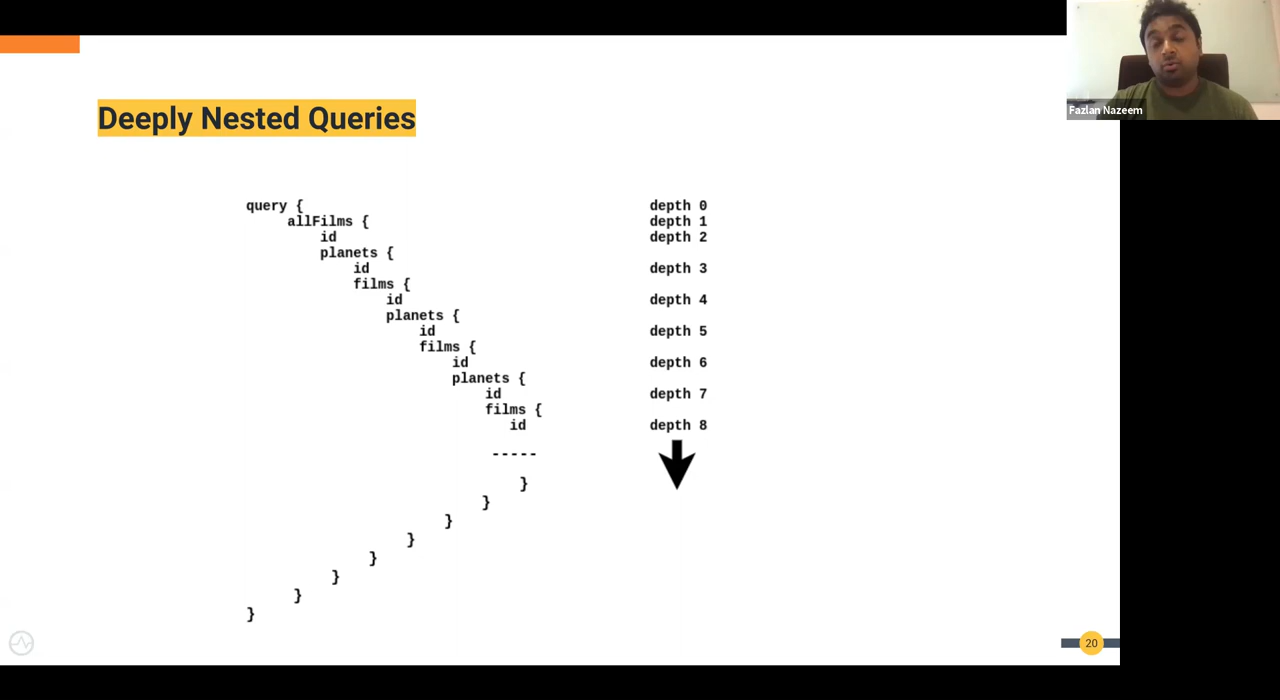 Fazlan Nazeem
Deeply Nested Queries
query { depth 0
allFilms { depth 1
id depth 2
planets {
id depth 3
films {
id depth 4
planets {
id depth 5
films {
id depth 6
planets {
id depth 7
films {
id depth 8
-----
}
}
}
}
}
}
}
}
20